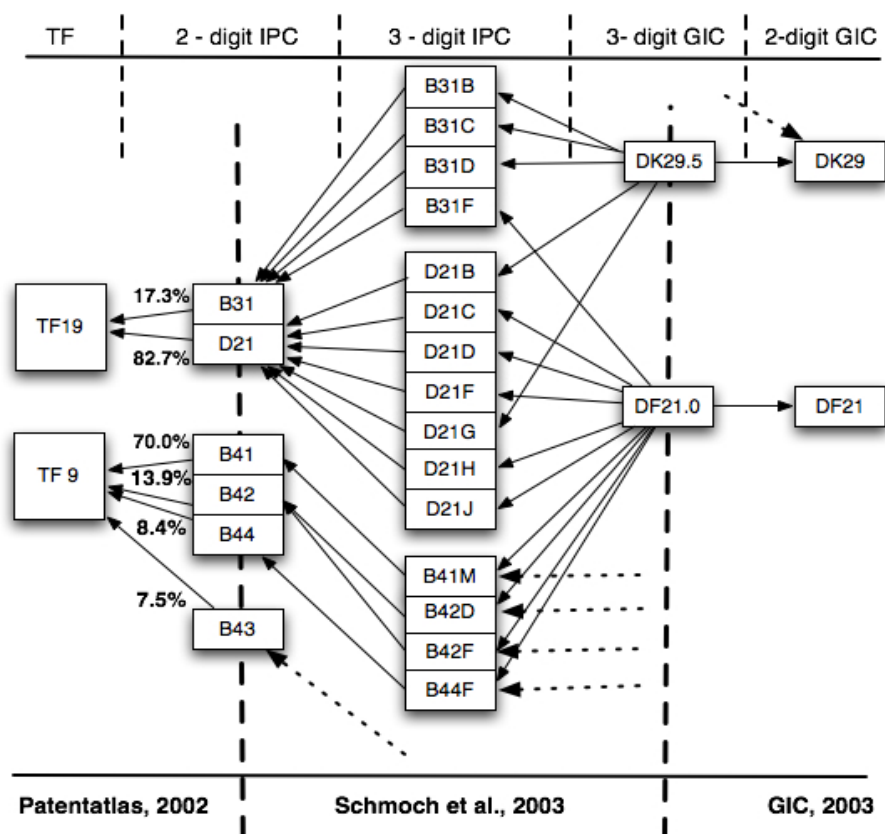 TF 2 - digit IPC 3 - digit IPC 3- digit GIC 2-digit GIC
B31B
B31C
B31D
B31F
DK29.5
DK29
D21B
D21C
D21D
D21F
D21G
D21H
D21J
17.3%
TF19
82.7%
B31
D21
DF21.0
DF21
70.0%
TF 9
13.9%
8.4%
7.5%
B41
B42
B44
B43
B41M
B42D
B42F
B44F
Patentatlas, 2002 Schmoch et al., 2003 GIC, 2003